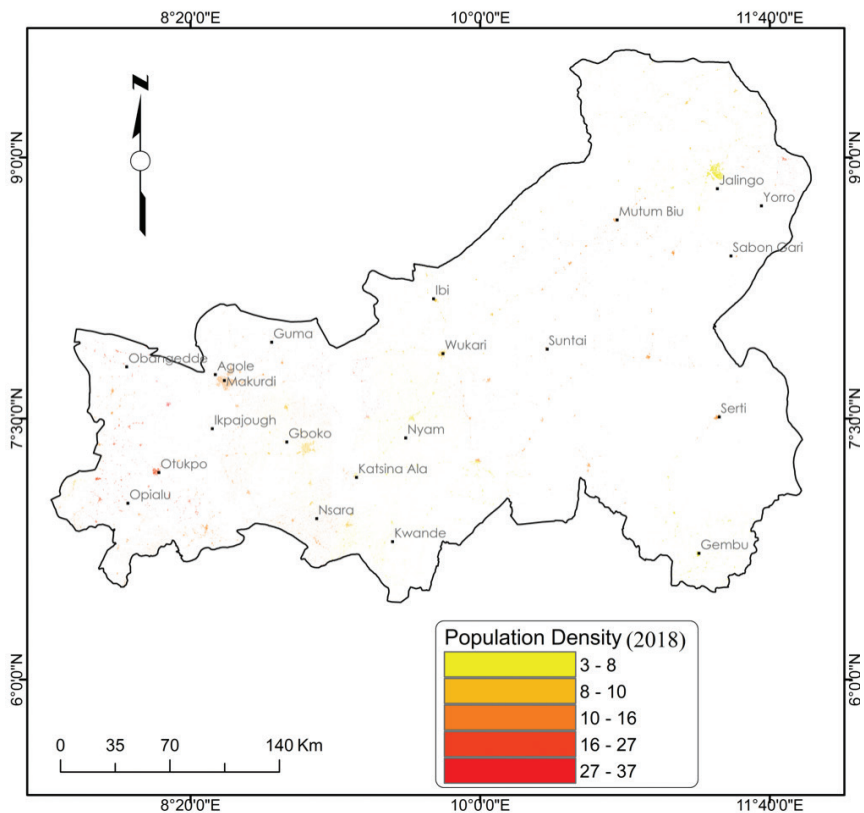 8°20'0"E 10°0'0"E 11°40'0"E
9°0'0"N 9°0'0"N
7°30'0"N 7°30'0"N
6°0'0"N 6°0'0"N
N
Jalingo
Yorro
Mutum Biu
Sabon Gari
Ibi
Guma
Wukari
Suntai
Obangedde
Agole
Makurdi
Serti
Ikpajough
Gboko
Nyam
Otukpo
Katsina Ala
Opialu
Nsara
Kwande
Gembu
Population Density (2018)
3 - 8
8 - 10
10 - 16
16 - 27
27 - 37
0 35 70 140 Km
8°20'0"E 10°0'0"E 11°40'0"E